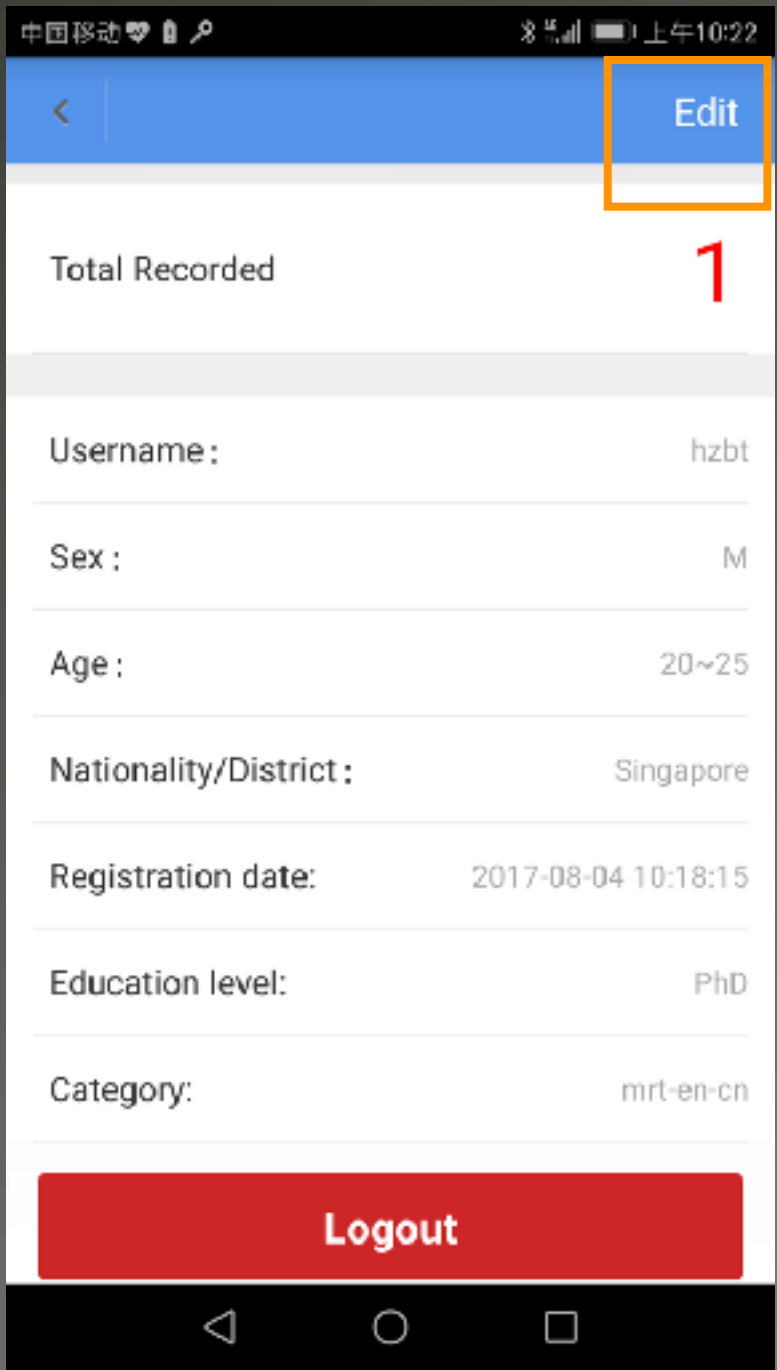 中国移动 上午10:22
Edit
Total Recorded 1
Username: hzbt
Sex: M
Age: 20~25
Nationality/District: Singapore
Registration date: 2017-08-04 10:18:15
Education level: PhD
Category: mrt-en-cn
Logout